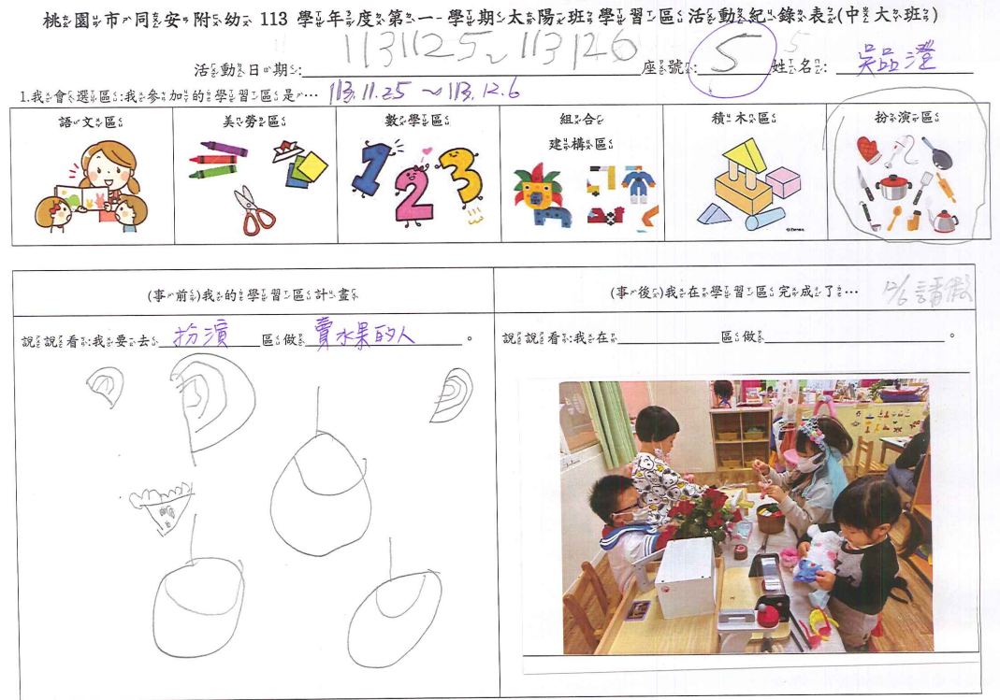 桃園市同安附幼 113 學年度第一學期太陽班學習區活動紀錄表(中大班)
活動日期: 1131125~113126 座號: 5 5 姓名: 吳品澄
1.我會選區:我參加的學習區是… 113.11.25 ~113.12.6
語文區 美勞區 數學區 組合建構區 積木區 扮演區
1 2 3
(事前)我的學習區計畫 (事後)我在學習區完成了… 12/6 請假
說說看:我要去 扮演 區做 賣水果的人 。 說說看:我在 區做 。